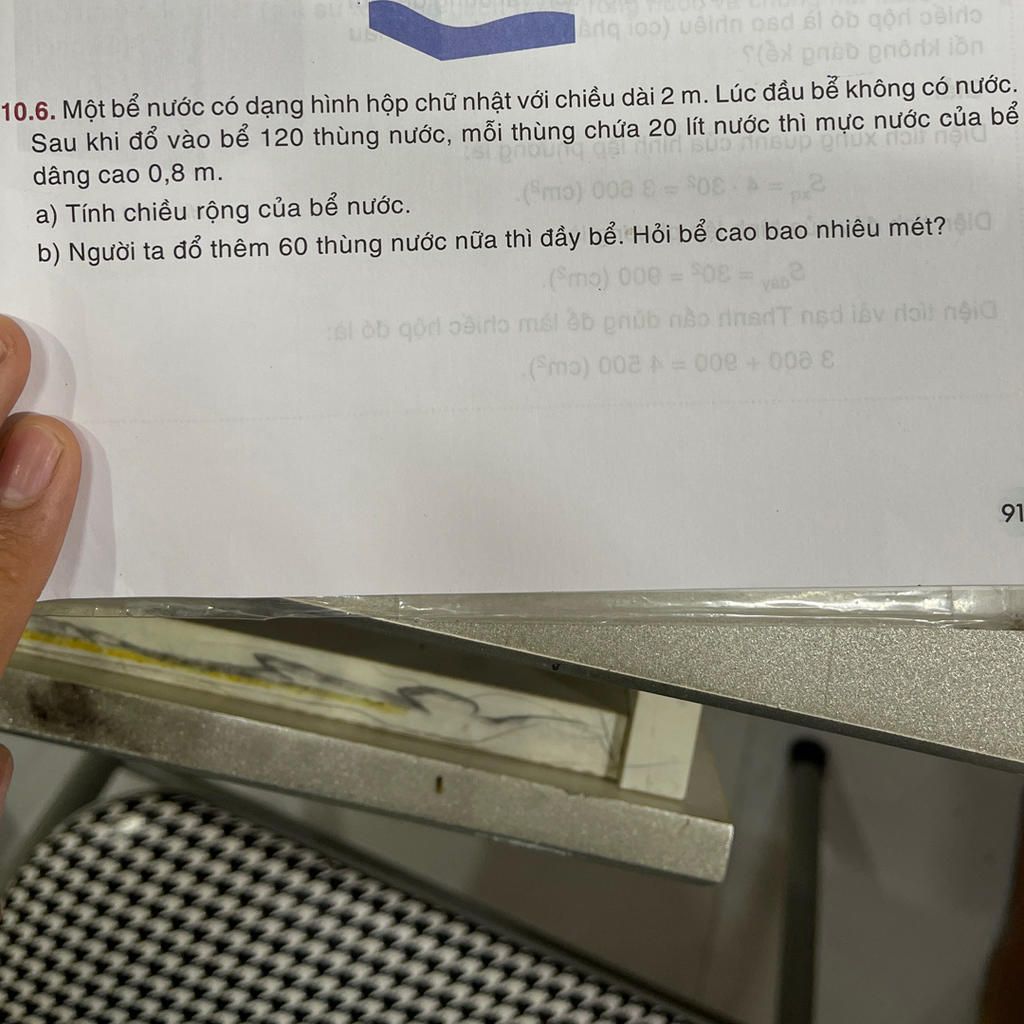 10.6. Một bể nước có dạng hình hộp chữ nhật với chiều dài 2 m. Lúc đầu bể không có nước.
Sau khi đổ vào bể 120 thùng nước, mỗi thùng chứa 20 lít nước thì mực nước của bể
dâng cao 0,8 m.
a) Tính chiều rộng của bể nước.
b) Người ta đổ thêm 60 thùng nước nữa thì đầy bể. Hỏi bể cao bao nhiêu mét?
91